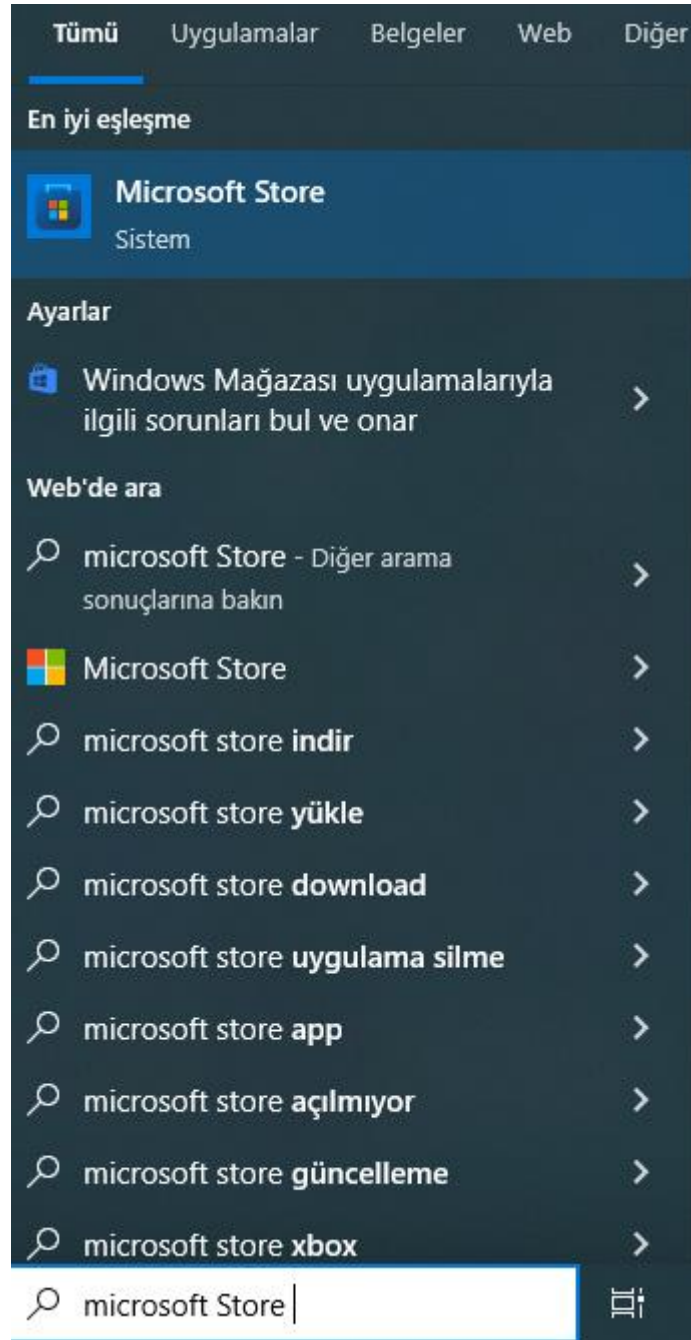 Tümü Uygulamalar Belgeler Web Diğer
En iyi eşleşme
Microsoft Store
Sistem
Ayarlar
Windows Mağazası uygulamalarıyla
ilgili sorunları bul ve onar
Web'de ara
microsoft Store - Diğer arama
sonuçlarına bakın
Microsoft Store
microsoft store indir
microsoft store yükle
microsoft store download
microsoft store uygulama silme
microsoft store app
microsoft store açılmıyor
microsoft store güncelleme
microsoft store xbox
microsoft Store